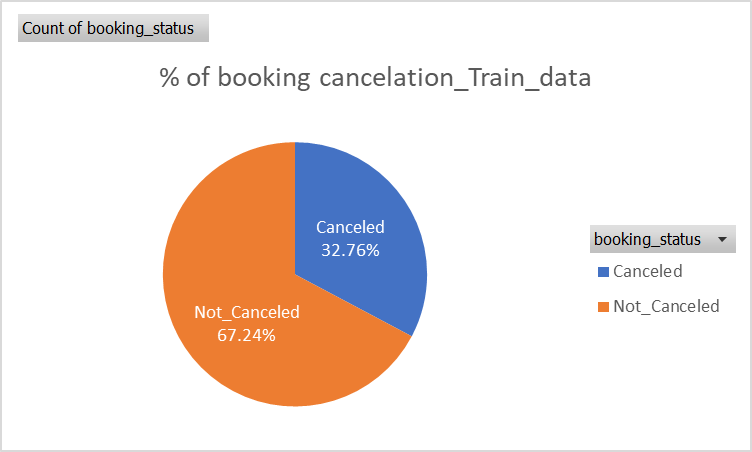 Count of booking_status
% of booking cancelation_Train_data
Canceled
32.76%
Not_Canceled
67.24%
booking_status
Canceled
Not_Canceled